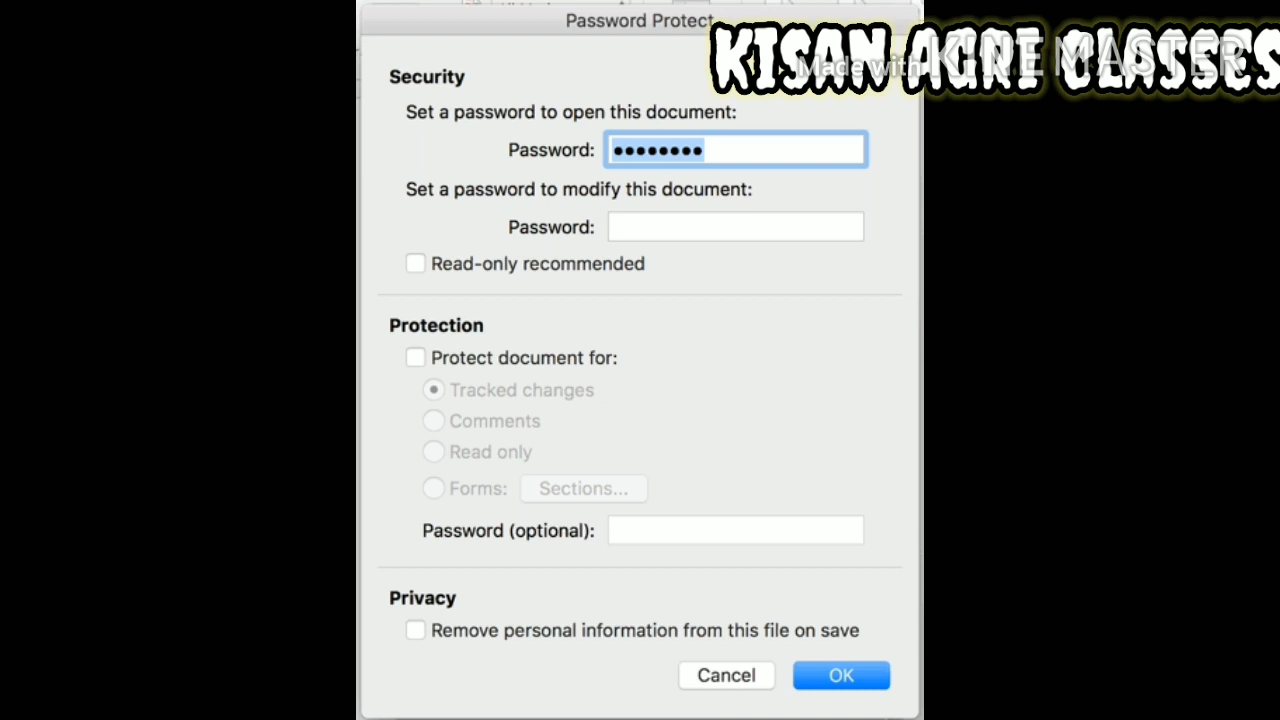 Password Protect
KISAN AGRI CLASSES
Made with KINEMASTER
Security
Set a password to open this document:
Password: ••••••••
Set a password to modify this document:
Password:
Read-only recommended
Protection
Protect document for:
Tracked changes
Comments
Read only
Forms: Sections...
Password (optional):
Privacy
Remove personal information from this file on save
Cancel OK